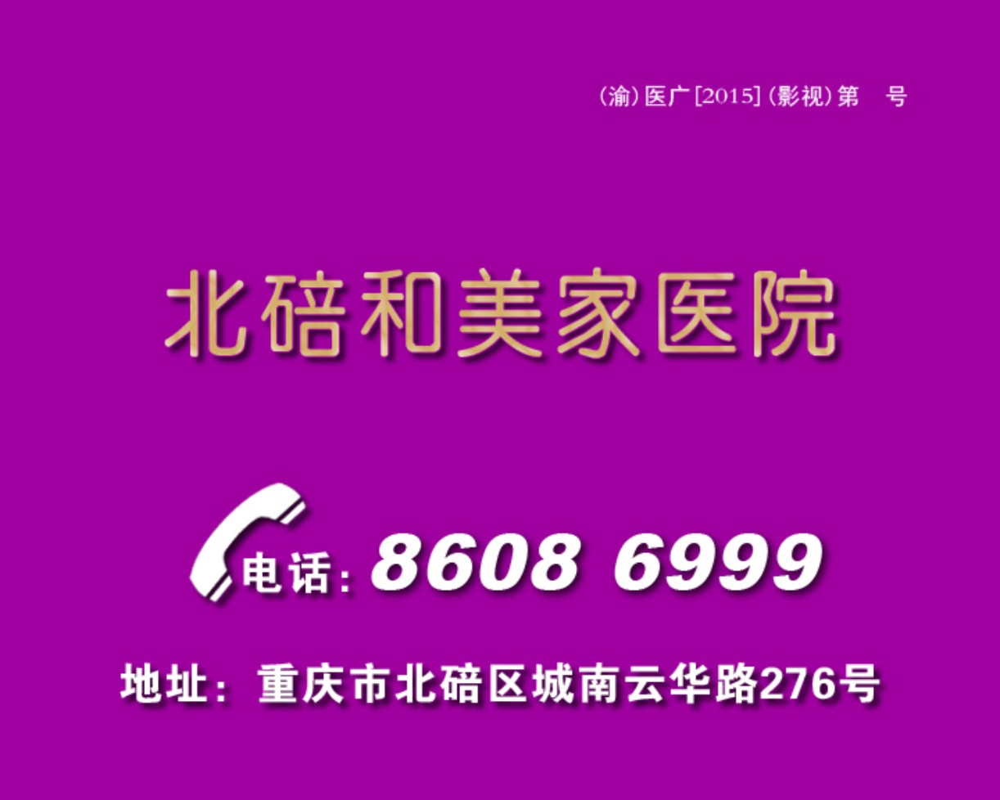 （渝）医广[2015]（影视）第　号
北碚和美家医院
电话：8608 6999
地址：重庆市北碚区城南云华路276号